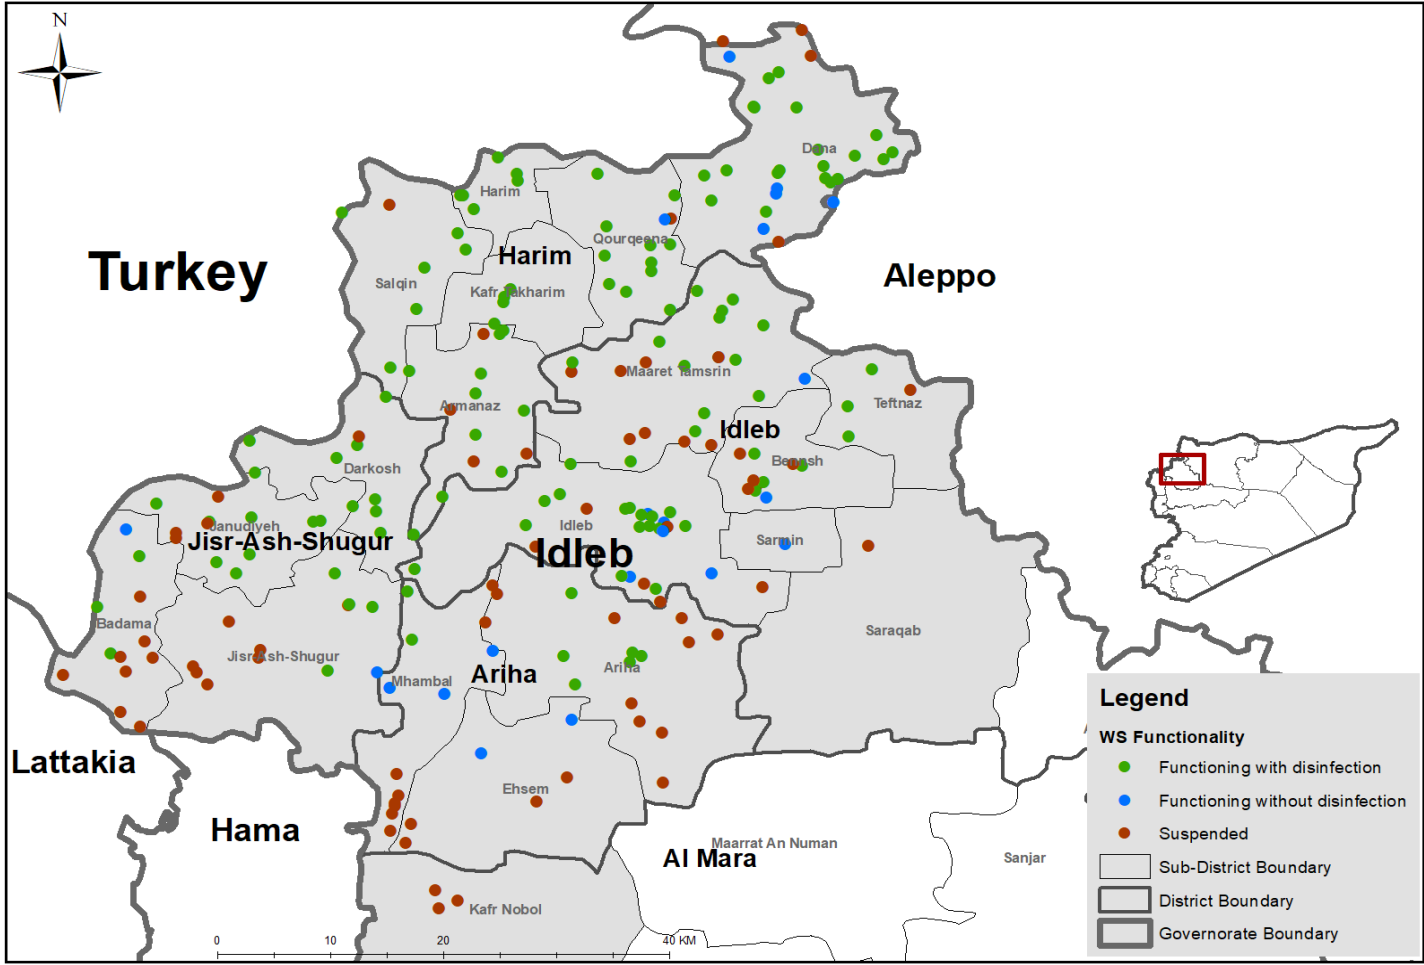 N
Dana
Harim
Turkey
Qourqeena
Harim
Aleppo
Salqin
Kafr Takharim
Maaret Tamsrin
Armanaz
Teftnaz
Idleb
Darkosh
Bennsh
Janudiyeh
Idleb
Jisr-Ash-Shugur
Idleb
Sarmin
Badama
Saraqab
Jisr-Ash-Shugur
Ariha
Ariha
Mhambal
Legend
WS Functionality
Lattakia
Functioning with disinfection
Ehsem
Functioning without disinfection
Hama
Suspended
Maarrat An Numan
Al Mara
Sanjar
Sub-District Boundary
District Boundary
Kafr Nobol
Governorate Boundary
0 10 20 40 KM